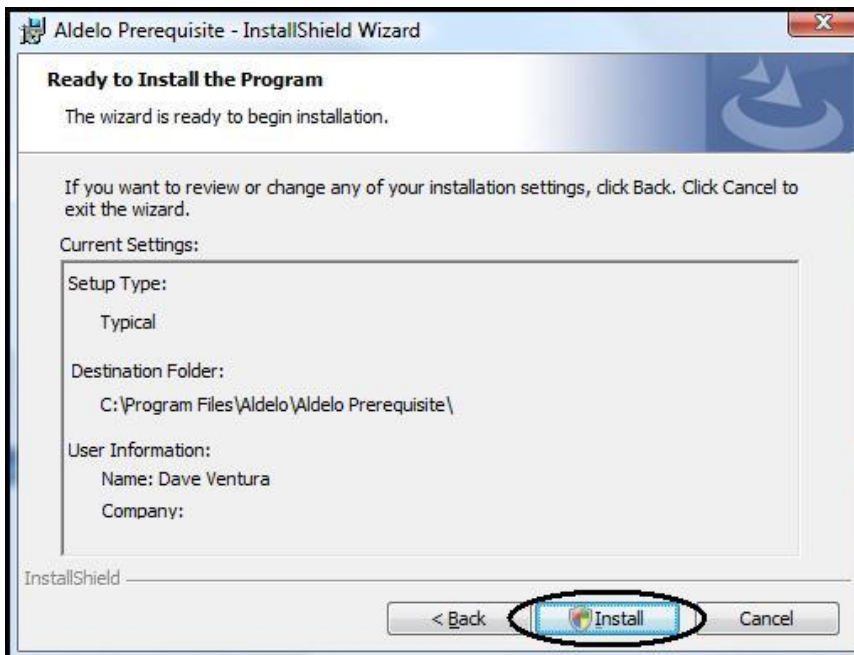 Aldelo Prerequisite - InstallShield Wizard
Ready to Install the Program
The wizard is ready to begin installation.
If you want to review or change any of your installation settings, click Back. Click Cancel to
exit the wizard.
Current Settings:
Setup Type:
Typical
Destination Folder:
C:\Program Files\Aldelo\Aldelo Prerequisite\
User Information:
Name: Dave Ventura
Company:
InstallShield
< Back Install Cancel